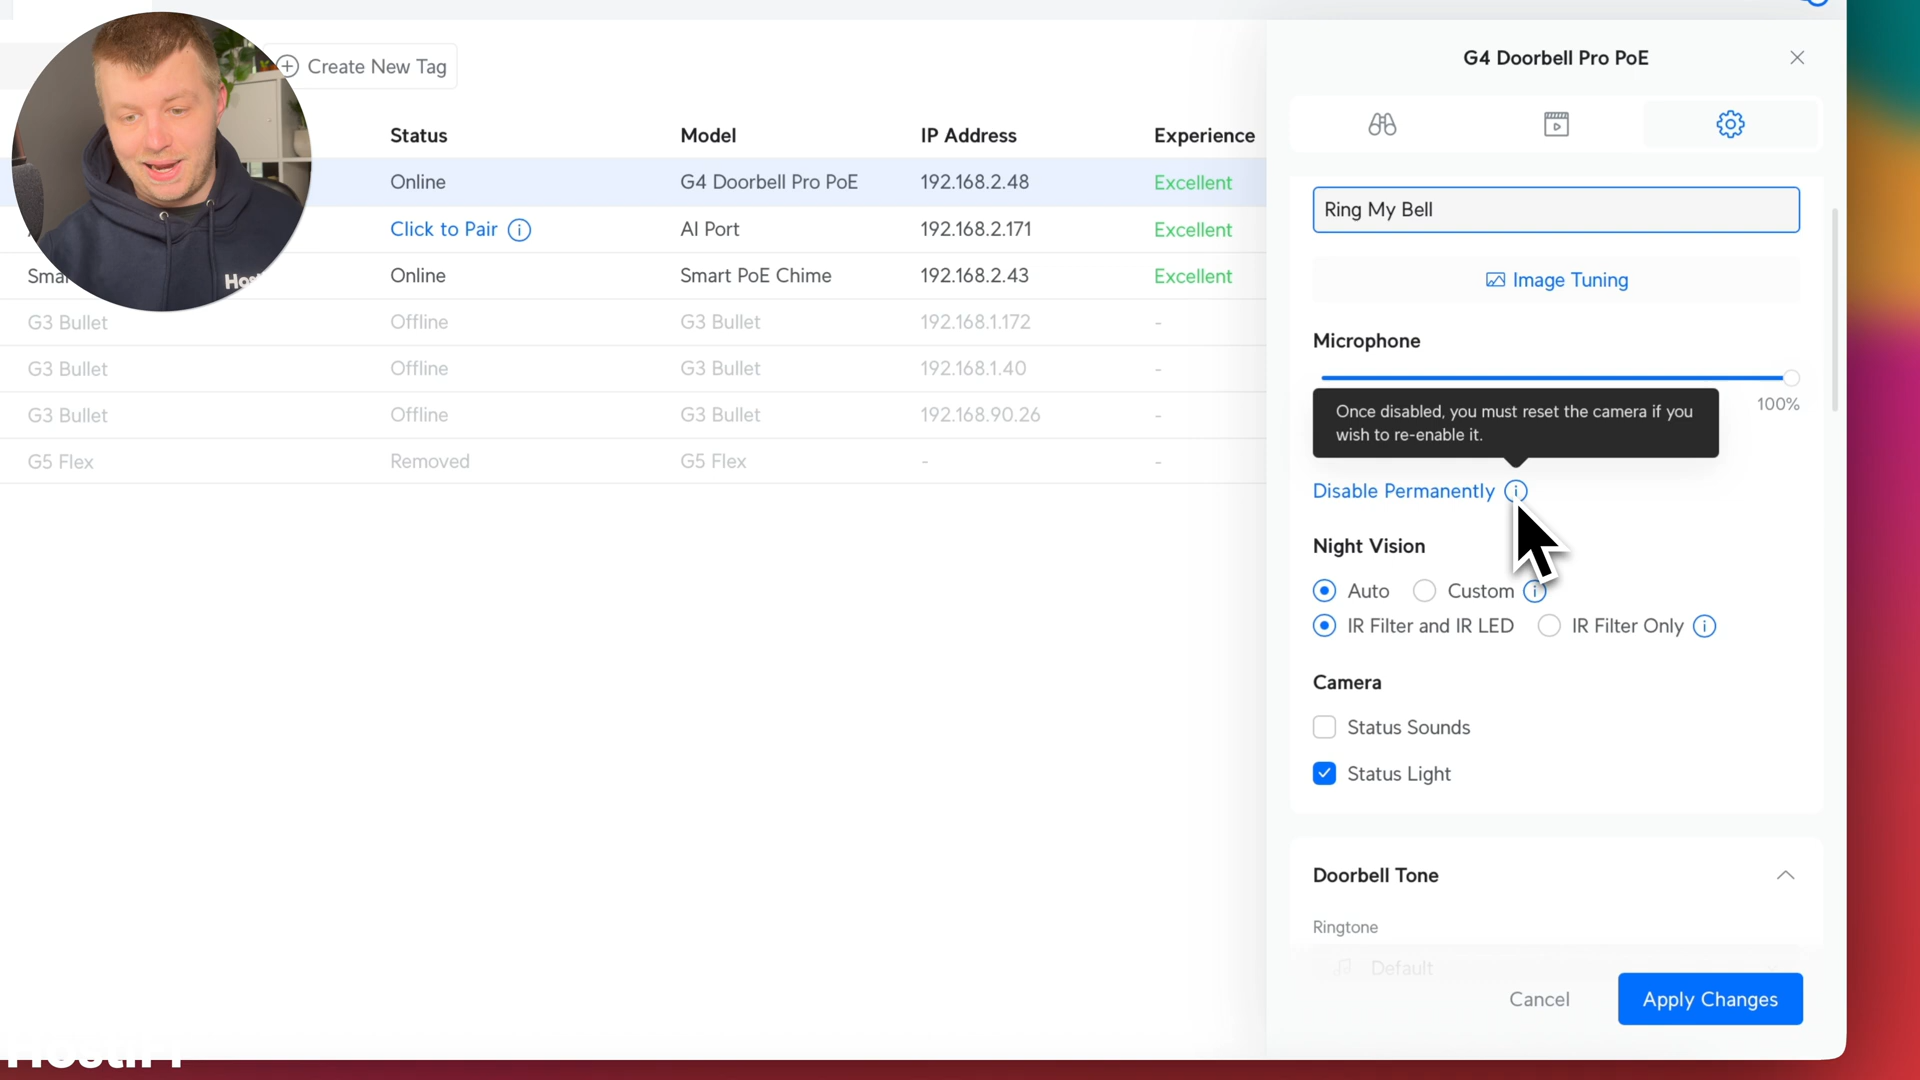 Create New Tag
Status Model IP Address Experience
Online G4 Doorbell Pro PoE 192.168.2.48 Excellent
Click to Pair AI Port 192.168.2.171 Excellent
Online Smart PoE Chime 192.168.2.43 Excellent
G3 Bullet Offline G3 Bullet 192.168.1.172 -
G3 Bullet Offline G3 Bullet 192.168.1.40 -
G3 Bullet Offline G3 Bullet 192.168.90.26 -
G5 Flex Removed G5 Flex - -
G4 Doorbell Pro PoE
Ring My Bell
Image Tuning
Microphone
100%
Once disabled, you must reset the camera if you
wish to re-enable it.
Disable Permanently
Night Vision
Auto Custom
IR Filter and IR LED IR Filter Only
Camera
Status Sounds
Status Light
Doorbell Tone
Ringtone
Default
Cancel Apply Changes